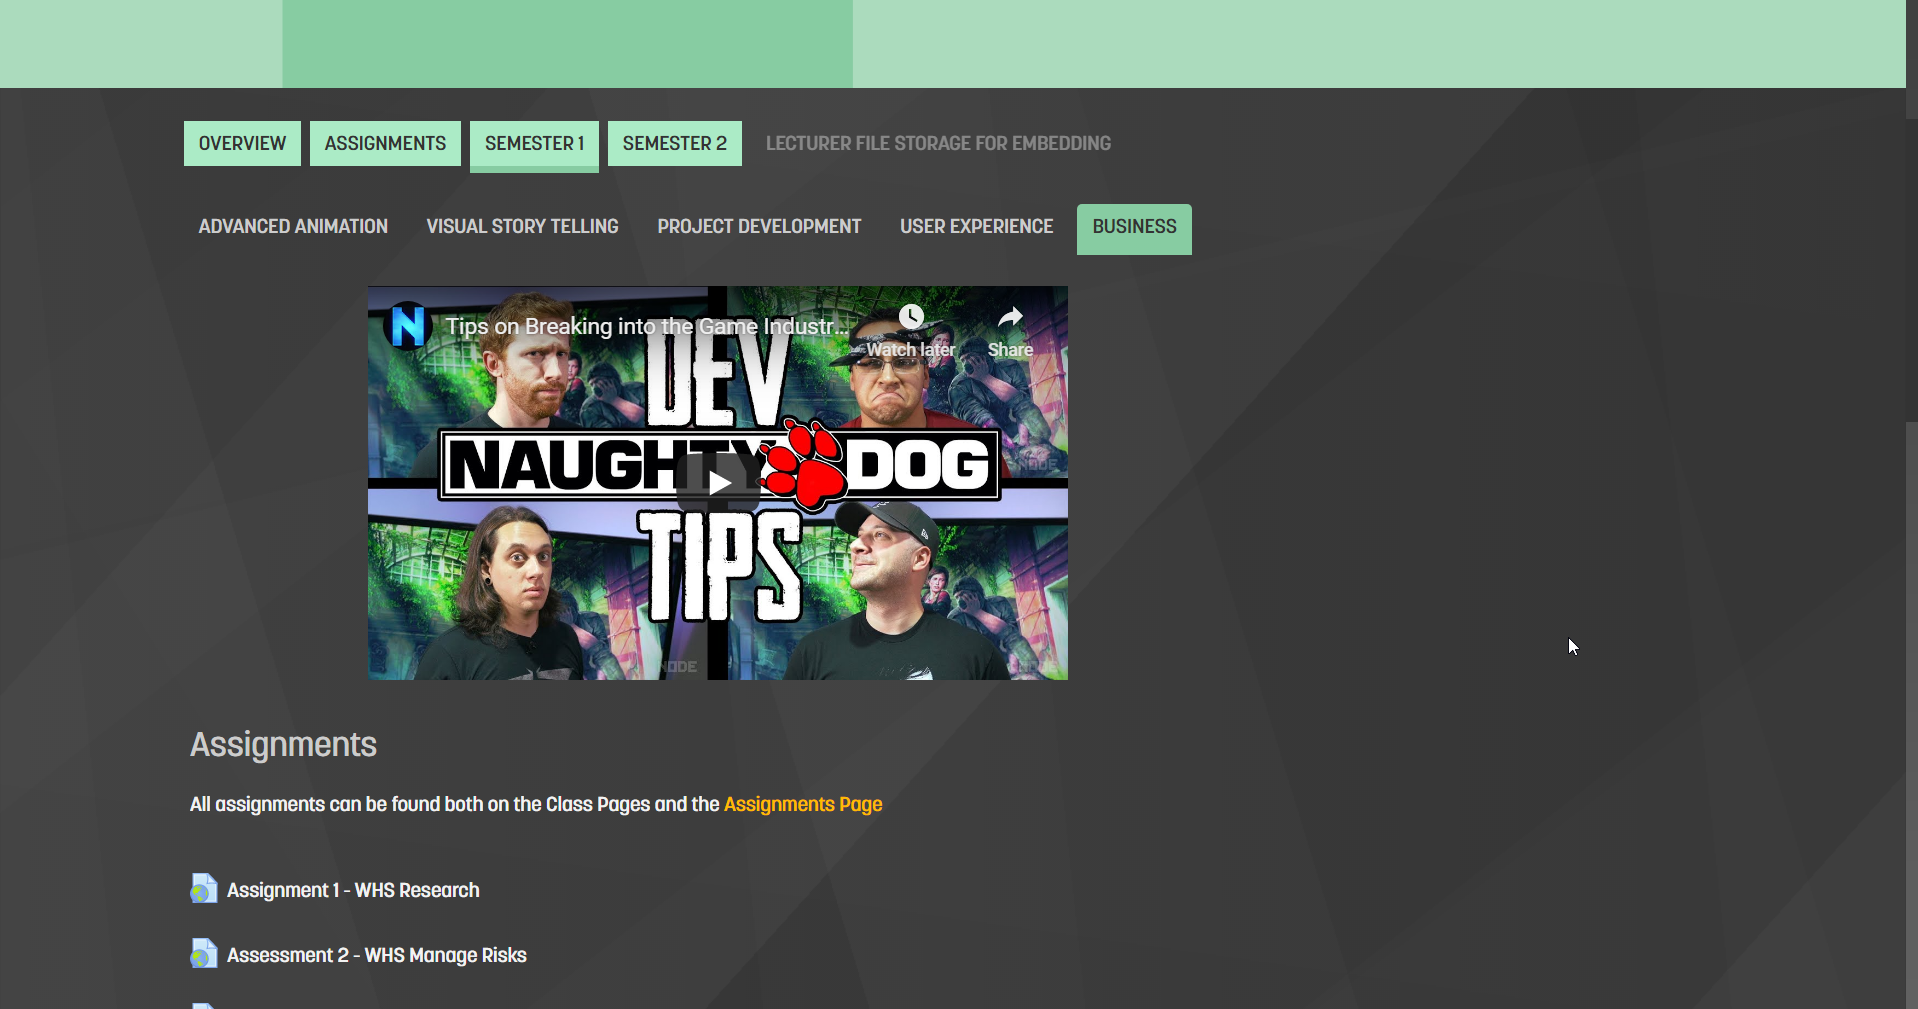 OVERVIEW ASSIGNMENTS SEMESTER 1 SEMESTER 2 LECTURER FILE STORAGE FOR EMBEDDING
ADVANCED ANIMATION VISUAL STORY TELLING PROJECT DEVELOPMENT USER EXPERIENCE BUSINESS
N Tips on Breaking into the Game Industr...
Watch later Share
DEV
NAUGHTY DOG
NODE
TIPS
NODE
Assignments
All assignments can be found both on the Class Pages and the Assignments Page
Assignment 1 - WHS Research
Assessment 2 - WHS Manage Risks